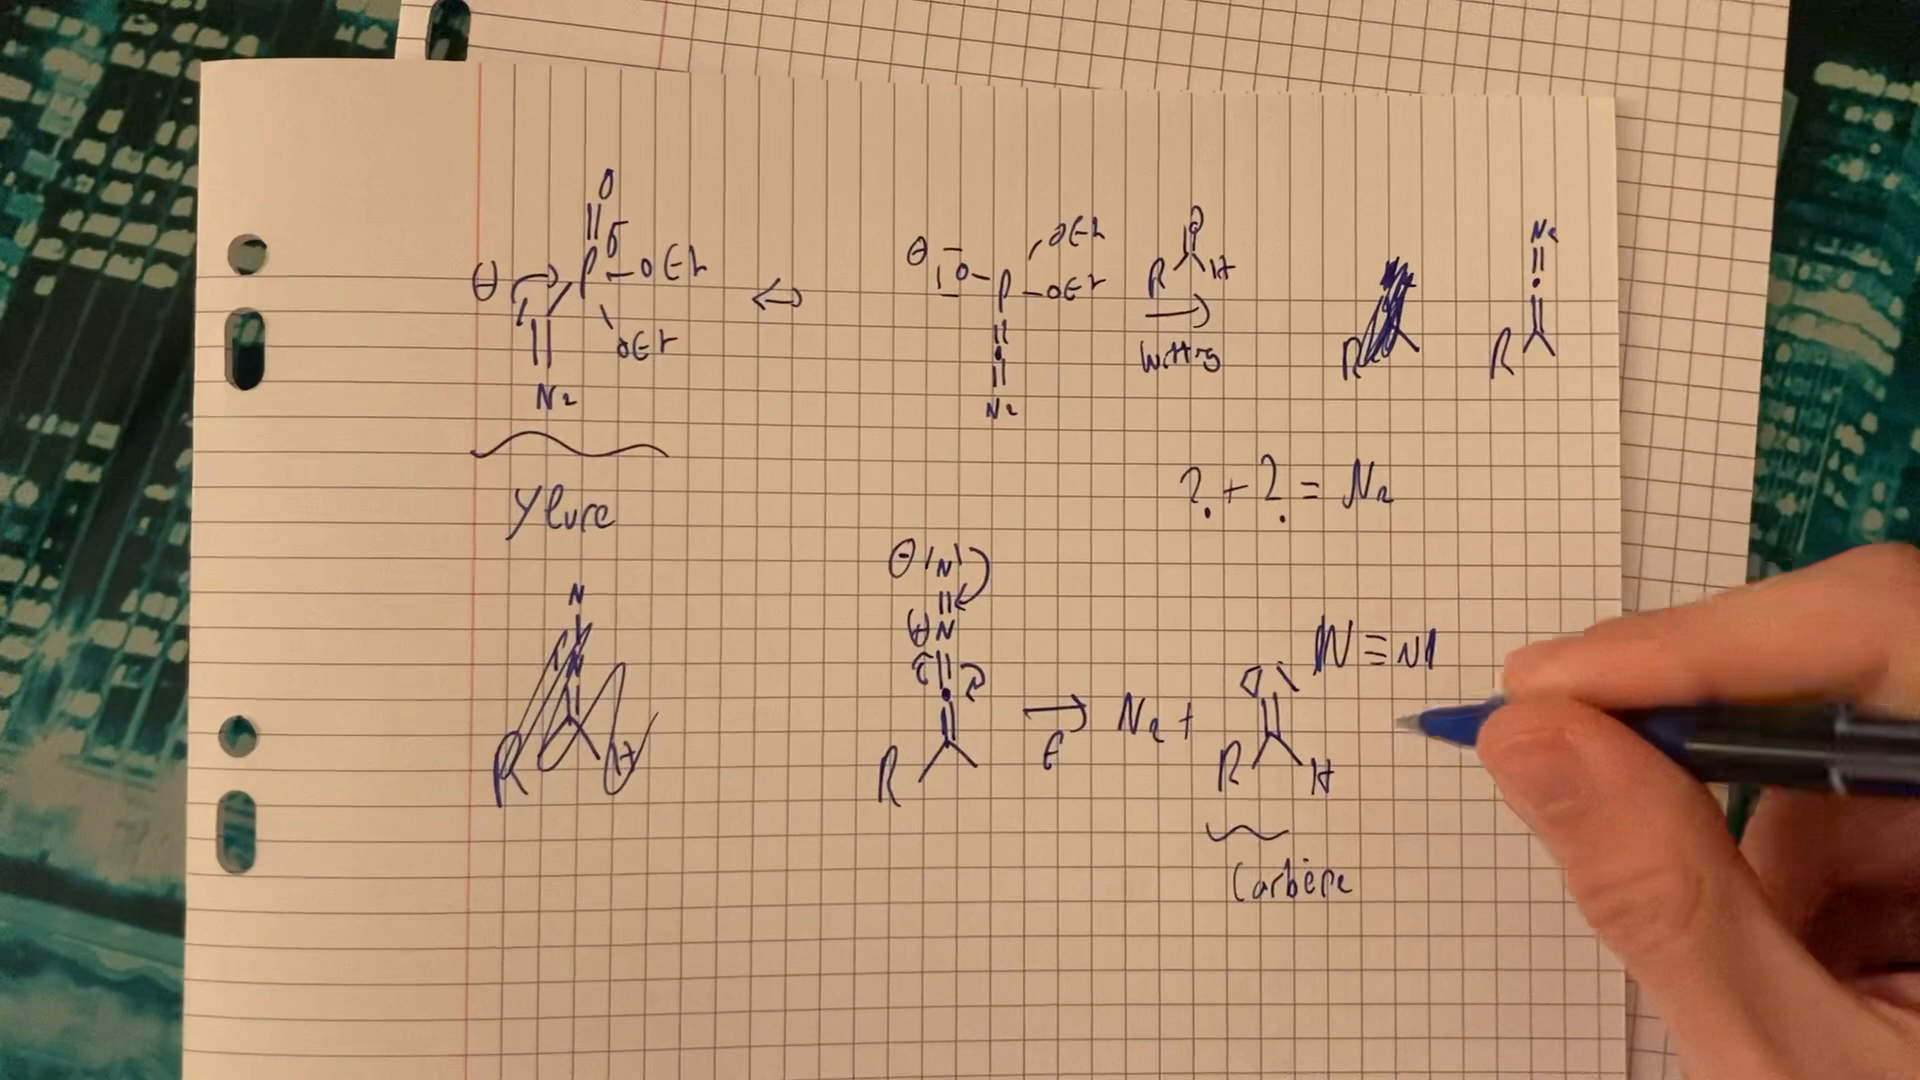 O
⊖ P OEt
OEt
N2
⟷
⊖ |O-P OEt
OEt
N2
R O H
→
Wittig
R
N2
R
Ylure
? + ? = N2
N
R H
⊖ |N|
⊕ N
R
→ N2 +
R H
|N≡N|
Carbène